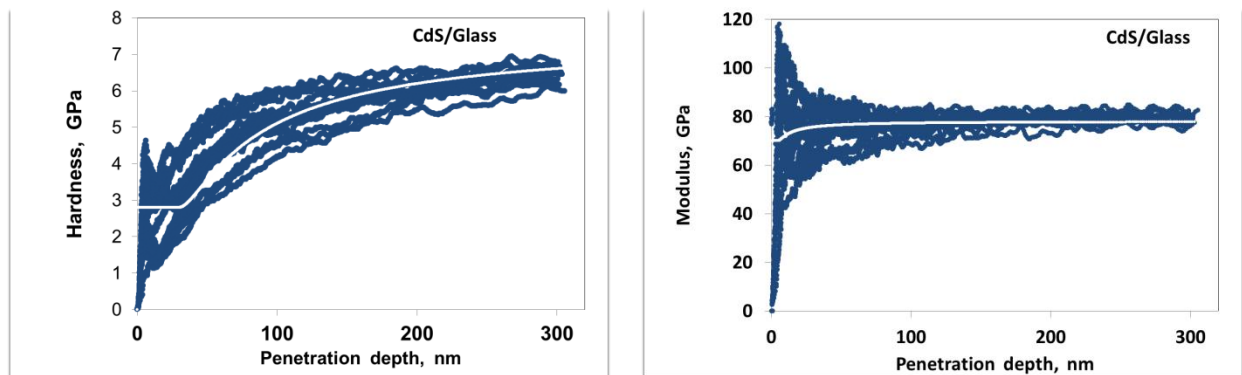 8
7
6
5
4
3
2
1
0
CdS/Glass
Hardness, GPa
0 100 200 300
Penetration depth, nm
120
100
80
60
40
20
0
CdS/Glass
Modulus, GPa
0 100 200 300
Penetration depth, nm